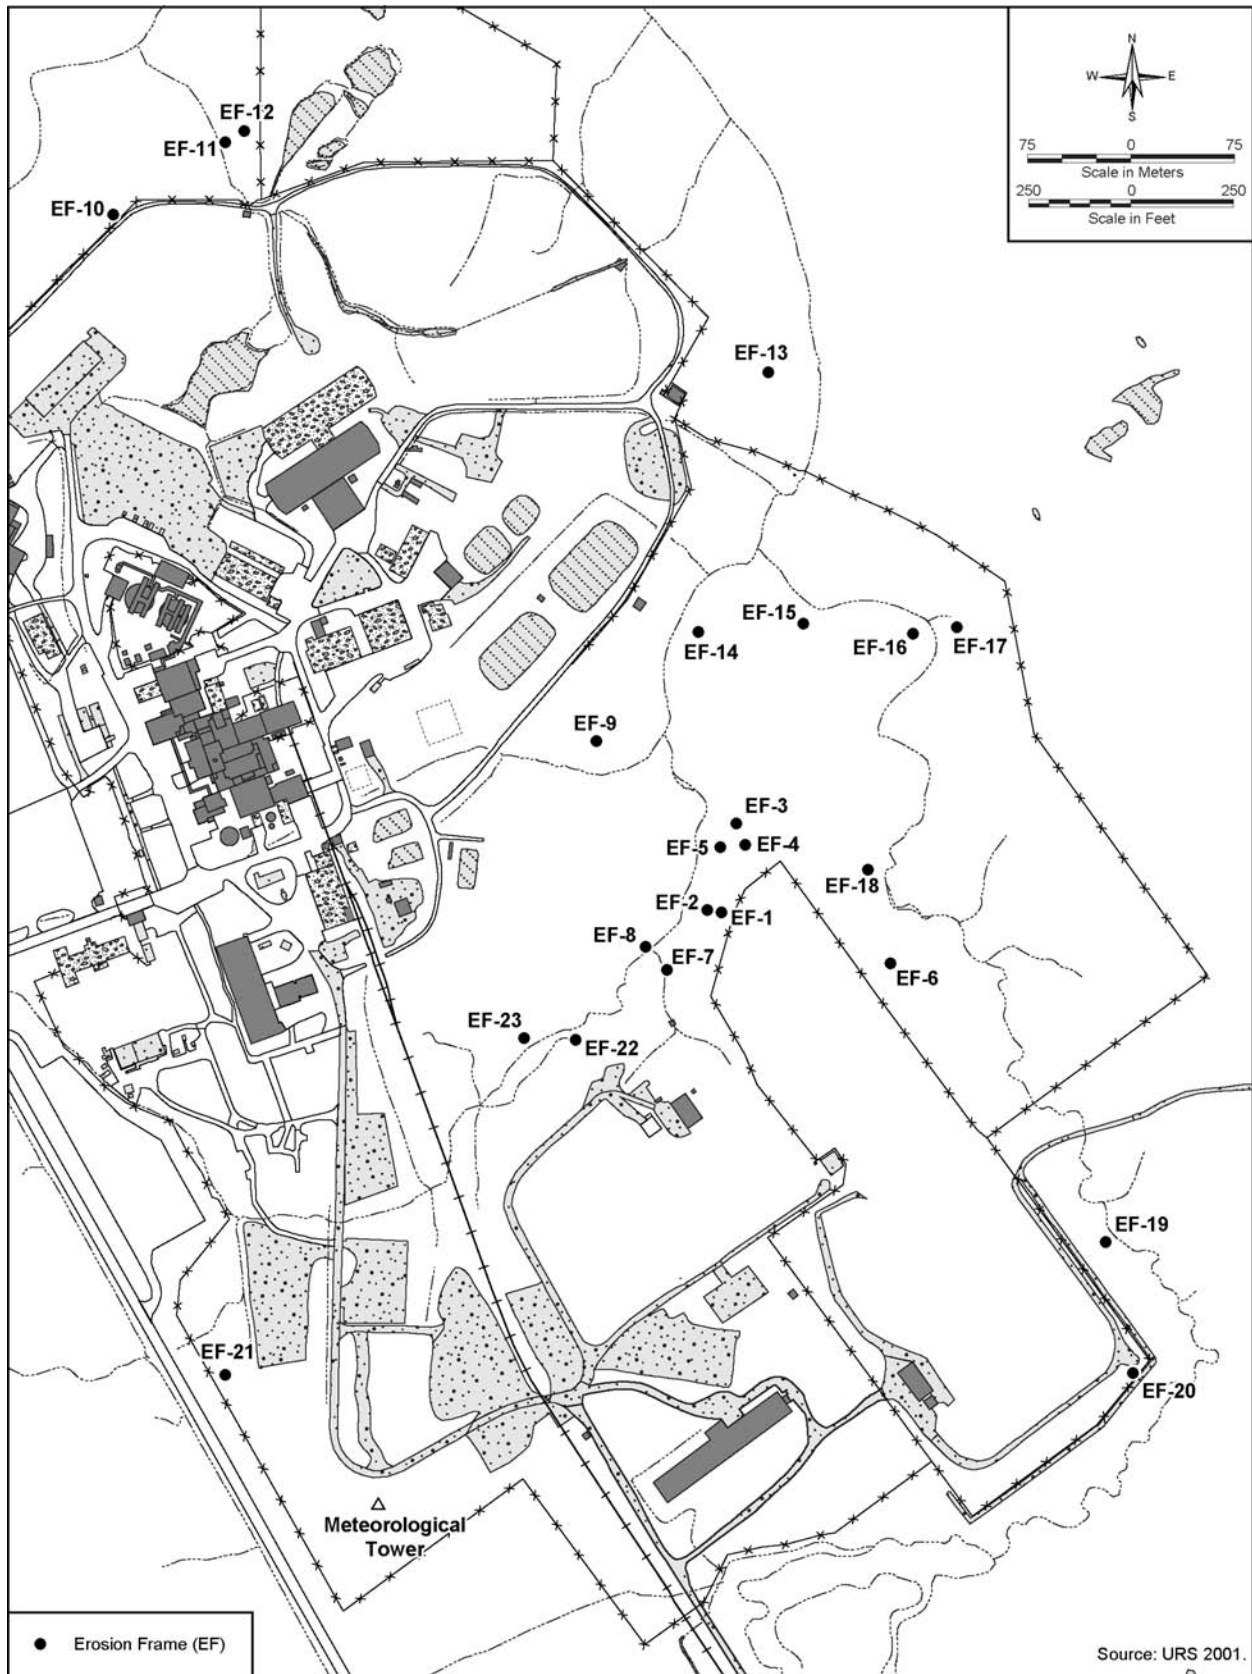 N
W E
S
75 0 75
Scale in Meters
250 0 250
Scale in Feet
EF-12
EF-11
EF-10
EF-13
EF-15
EF-14
EF-16
EF-17
EF-9
EF-3
EF-5
EF-4
EF-18
EF-2
EF-1
EF-8
EF-7
EF-6
EF-23
EF-22
EF-19
EF-21
EF-20
Meteorological
Tower
Erosion Frame (EF)
Source: URS 2001.